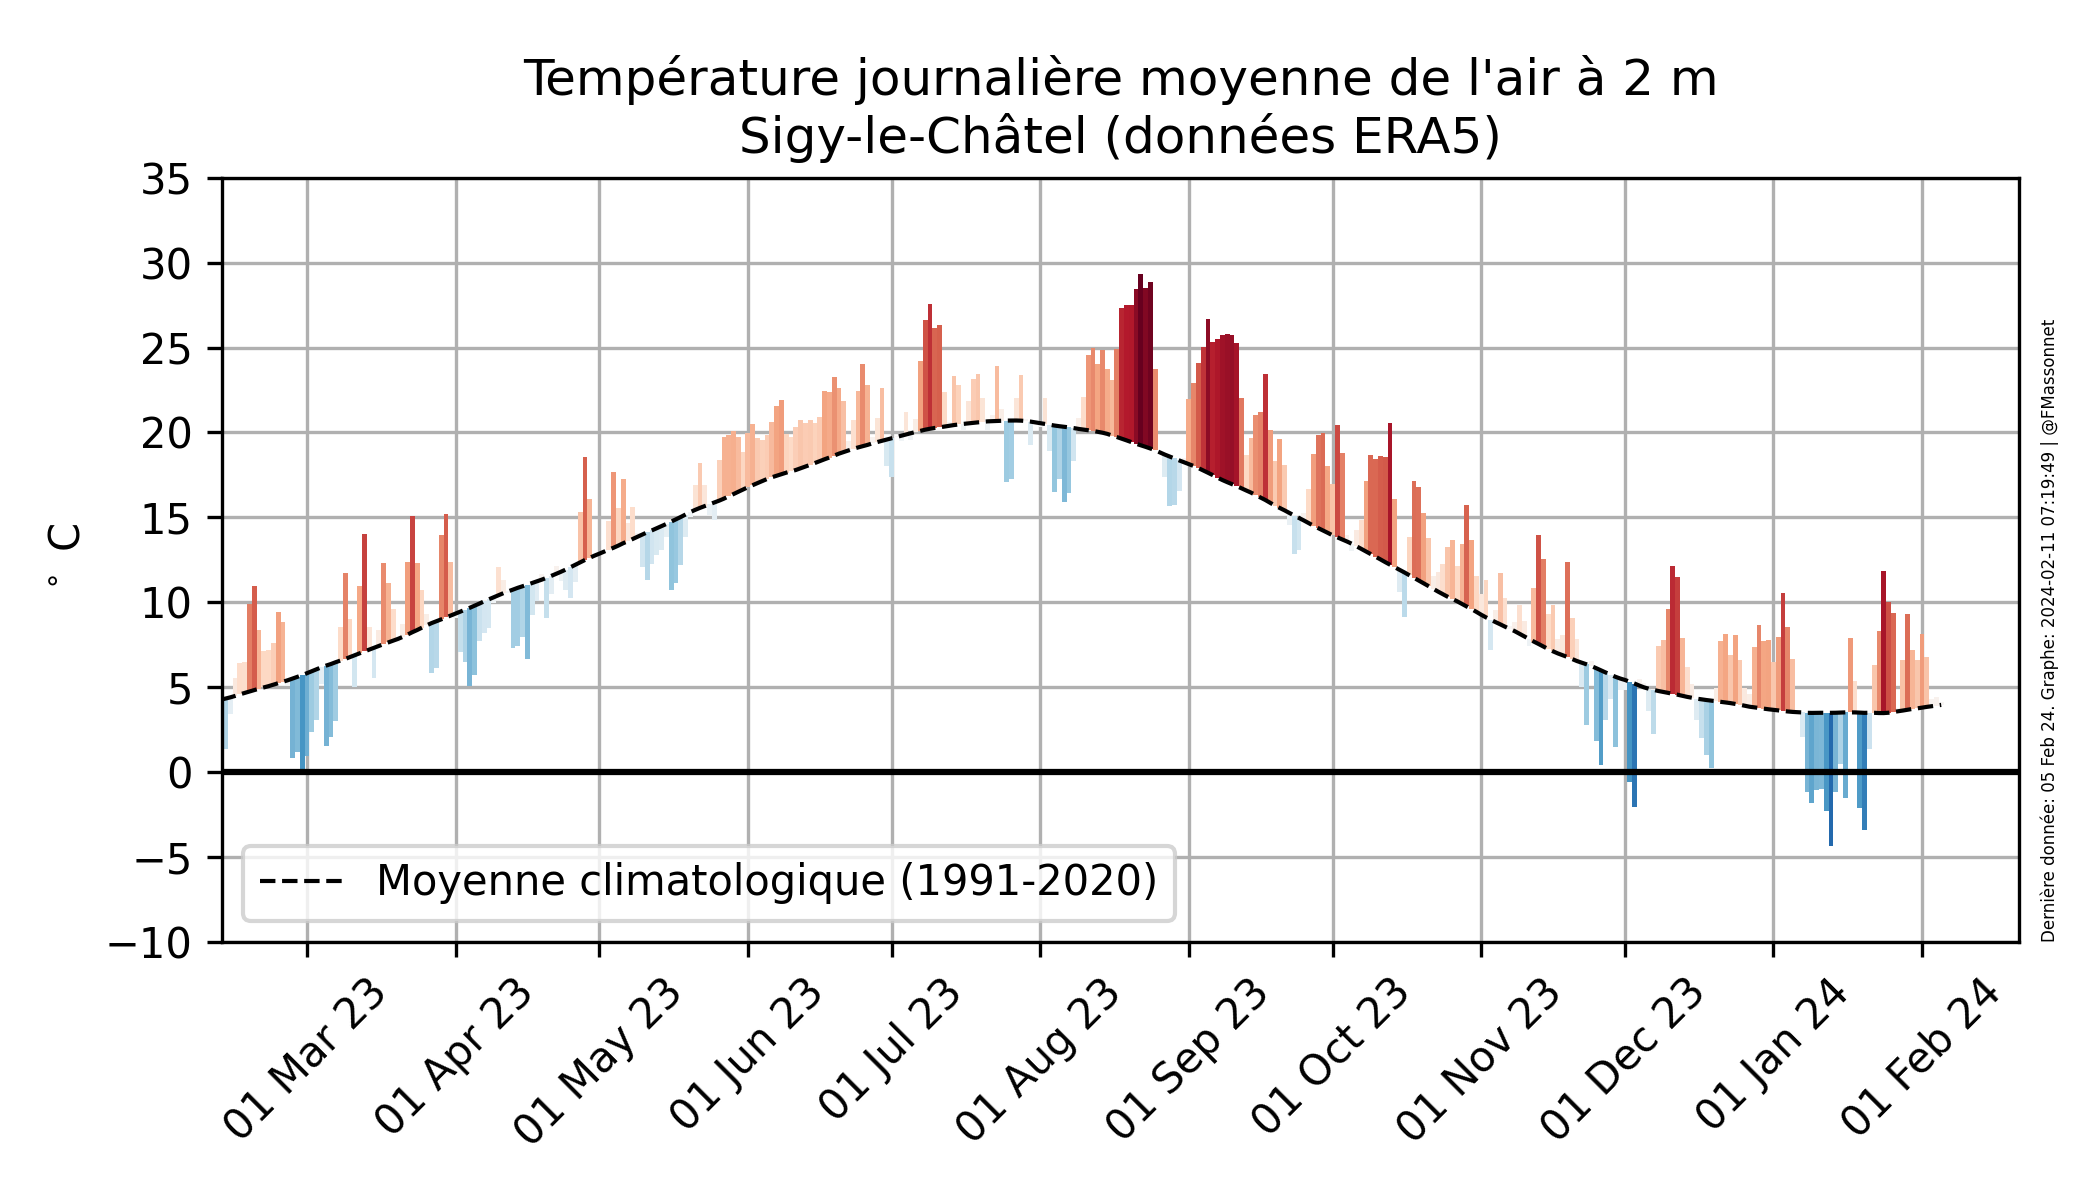 Température journalière moyenne de l'air à 2 m
Sigy-le-Châtel (données ERA5)
35
30
25
20
15
10
5
0
−5
−10
° C
Moyenne climatologique (1991-2020)
01 Mar 23
01 Apr 23
01 May 23
01 Jun 23
01 Jul 23
01 Aug 23
01 Sep 23
01 Oct 23
01 Nov 23
01 Dec 23
01 Jan 24
01 Feb 24
Dernière donnée: 05 Feb 24. Graphe: 2024-02-11 07:19:49 | @FMassonnet